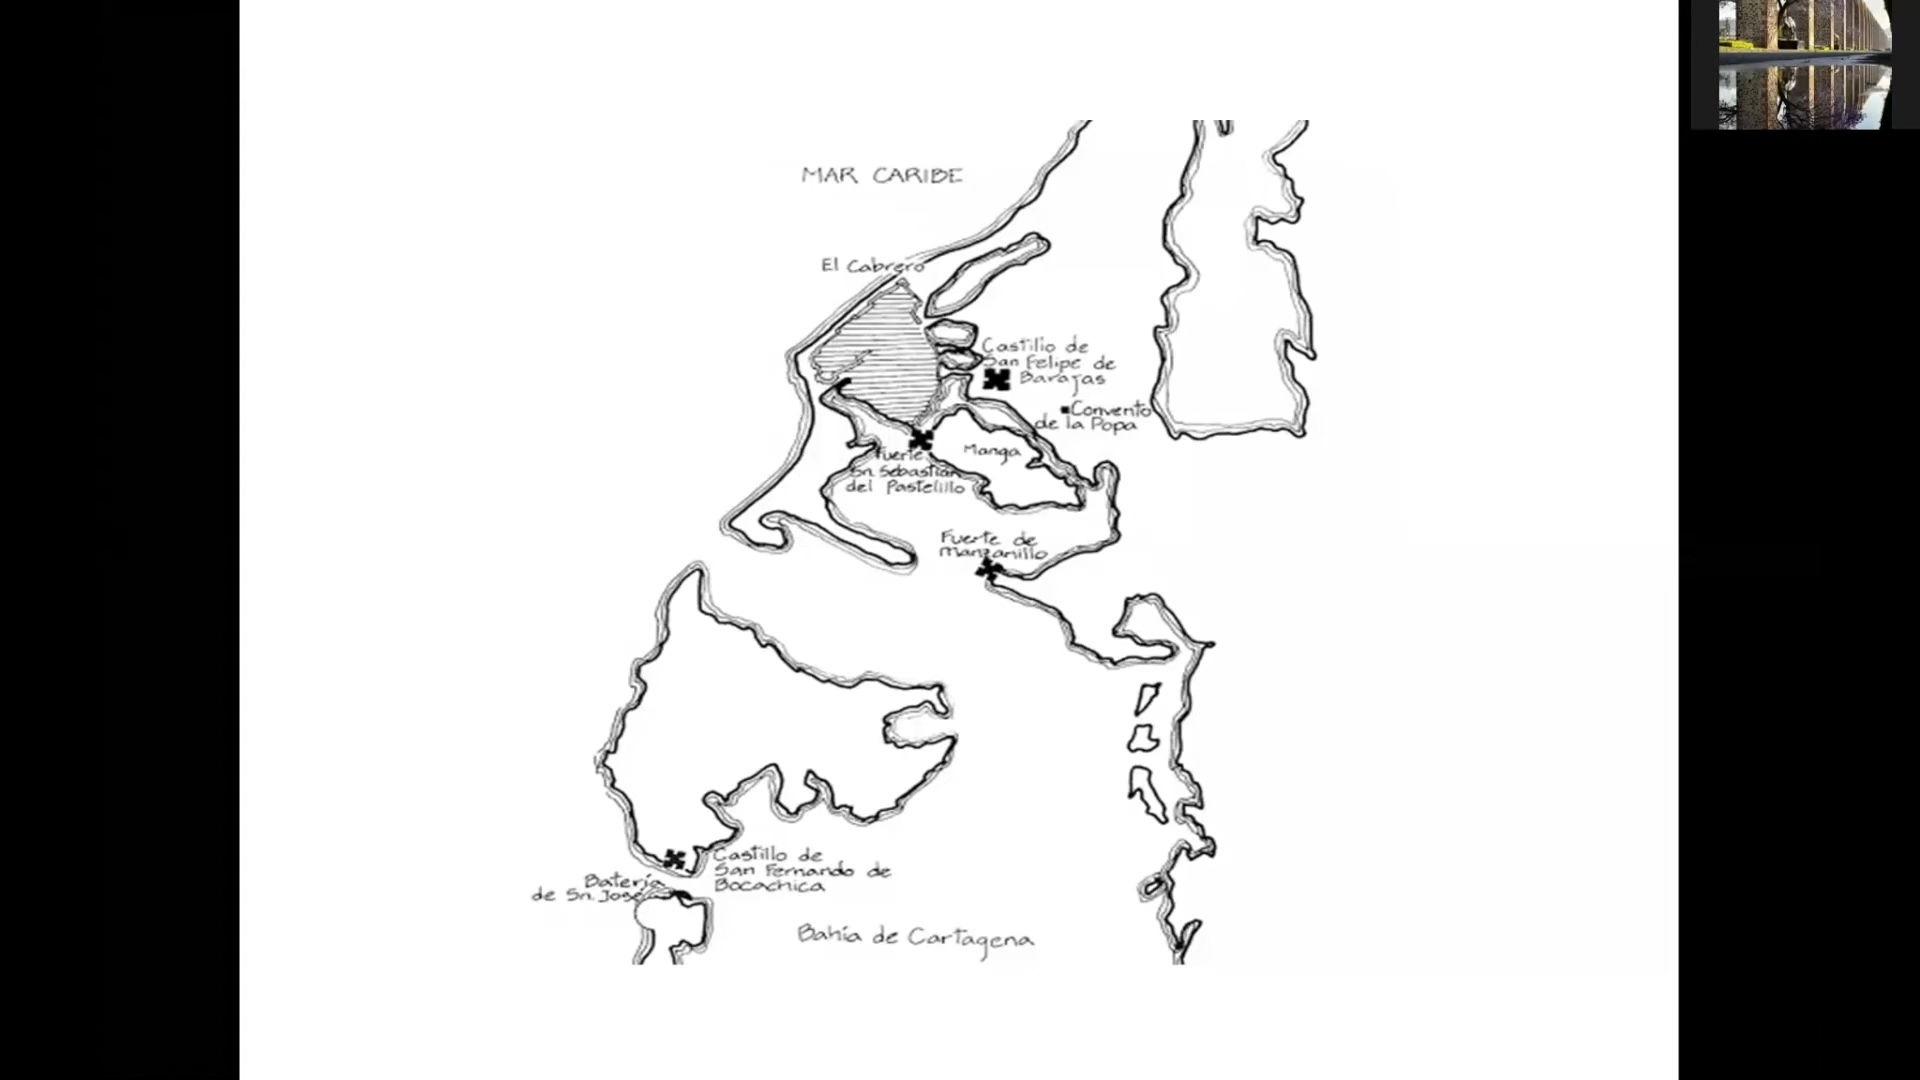 MAR CARIBE
El Cabrero
Castillo de
San Felipe de
Barajas
Convento
de la Popa
Manga
Fuerte
Sn. Sebastián
del Pastelillo
Fuerte de
Manzanillo
Castillo de
San Fernando de
Bocachica
Batería
de Sn. José
Bahía de Cartagena